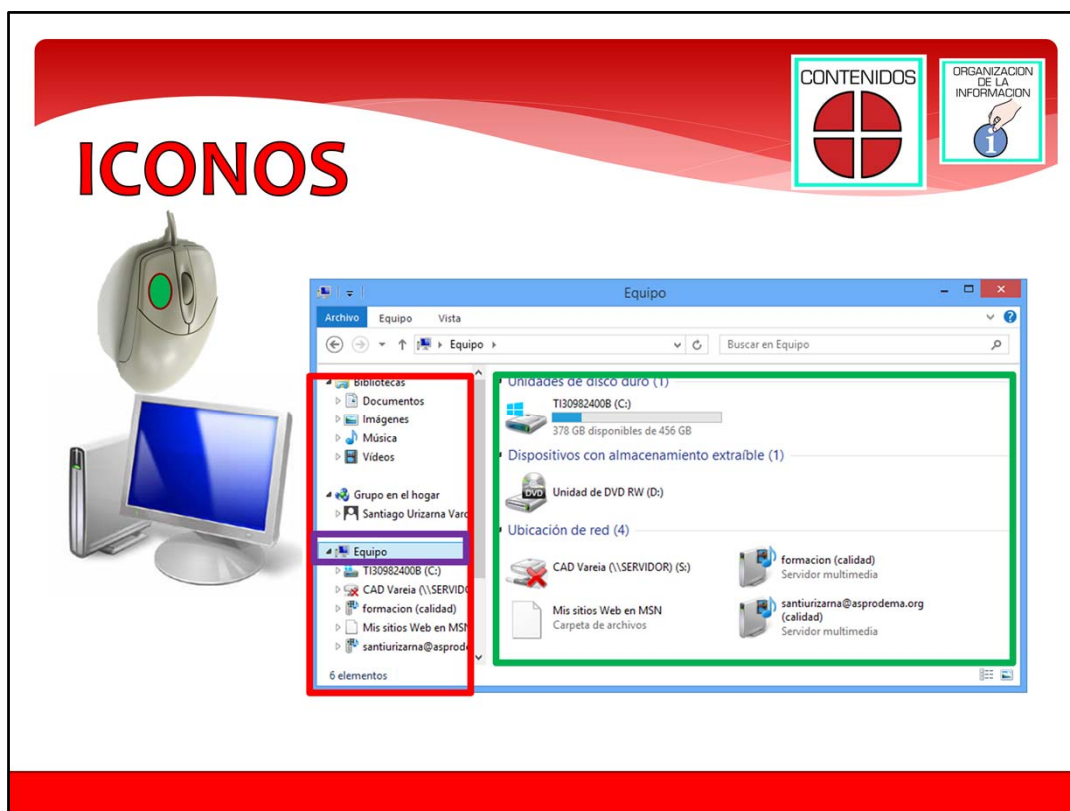 CONTENIDOS
ORGANIZACION
DE LA
INFORMACION
ICONOS
Equipo
Archivo Equipo Vista
Equipo
Buscar en Equipo
Bibliotecas
Documentos
Imágenes
Música
Vídeos
Grupo en el hogar
Santiago Urizarna Varo
Equipo
TI30982400B (C:)
CAD Vareia (\\SERVIDO
formacion (calidad)
Mis sitios Web en MSN
santiurizarna@asprode
6 elementos
Unidades de disco duro (1)
TI30982400B (C:)
378 GB disponibles de 456 GB
Dispositivos con almacenamiento extraíble (1)
DVD
Unidad de DVD RW (D:)
Ubicación de red (4)
CAD Vareia (\\SERVIDOR) (S:)
Mis sitios Web en MSN
Carpeta de archivos
formacion (calidad)
Servidor multimedia
santiurizarna@asprodema.org
(calidad)
Servidor multimedia